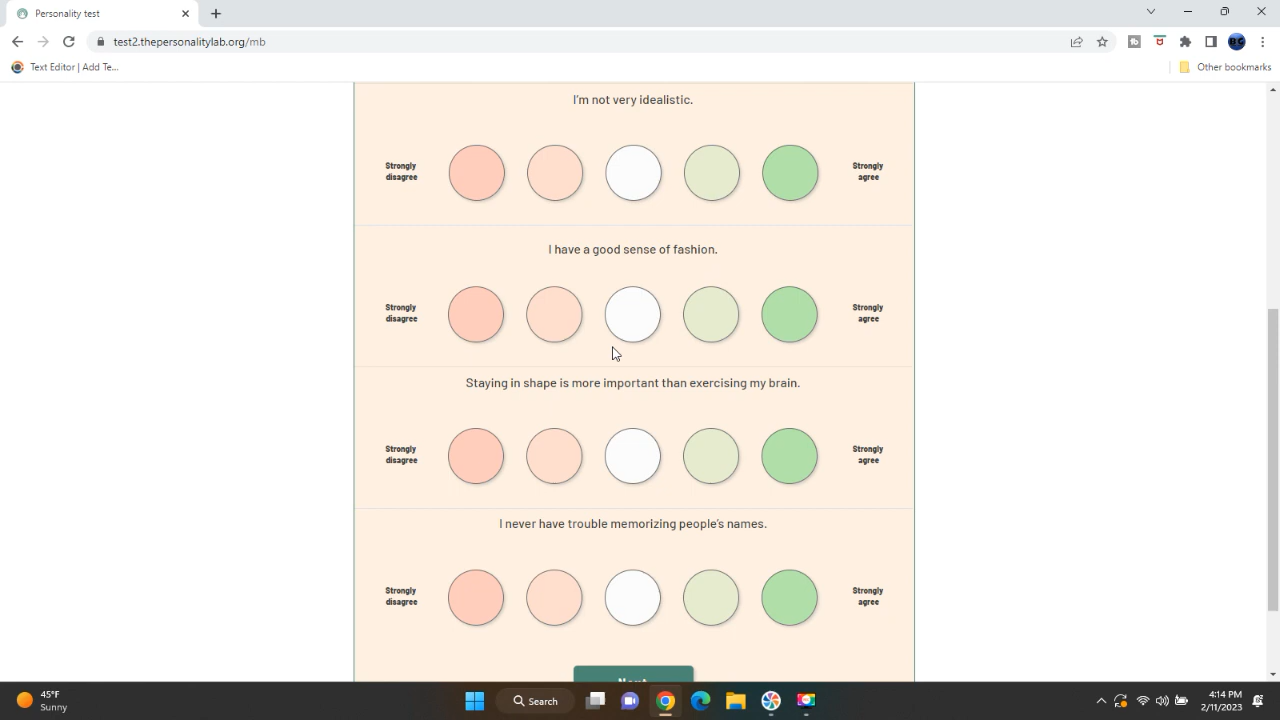 Personality test
test2.thepersonalitylab.org/mb
Text Editor | Add Te...
Other bookmarks
I'm not very idealistic.
Strongly disagree
Strongly agree
I have a good sense of fashion.
Strongly disagree
Strongly agree
Staying in shape is more important than exercising my brain.
Strongly disagree
Strongly agree
I never have trouble memorizing people's names.
Strongly disagree
Strongly agree
Next
45°F
Sunny
Search
4:14 PM
2/11/2023